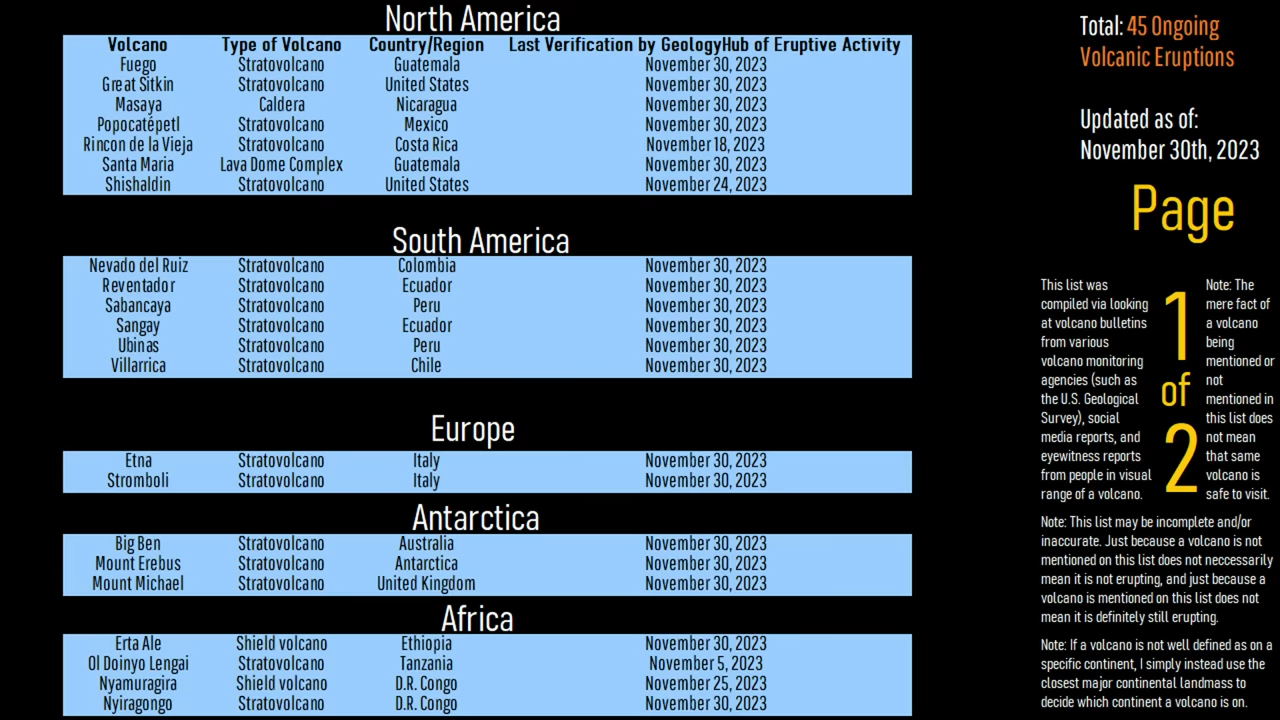 North America
Volcano Type of Volcano Country/Region Last Verification by GeologyHub of Eruptive Activity
Fuego Stratovolcano Guatemala November 30, 2023
Great Sitkin Stratovolcano United States November 30, 2023
Masaya Caldera Nicaragua November 30, 2023
Popocatépetl Stratovolcano Mexico November 30, 2023
Rincon de la Vieja Stratovolcano Costa Rica November 18, 2023
Santa Maria Lava Dome Complex Guatemala November 30, 2023
Shishaldin Stratovolcano United States November 24, 2023
South America
Nevado del Ruiz Stratovolcano Colombia November 30, 2023
Reventador Stratovolcano Ecuador November 30, 2023
Sabancaya Stratovolcano Peru November 30, 2023
Sangay Stratovolcano Ecuador November 30, 2023
Ubinas Stratovolcano Peru November 30, 2023
Villarrica Stratovolcano Chile November 30, 2023
Europe
Etna Stratovolcano Italy November 30, 2023
Stromboli Stratovolcano Italy November 30, 2023
Antarctica
Big Ben Stratovolcano Australia November 30, 2023
Mount Erebus Stratovolcano Antarctica November 30, 2023
Mount Michael Stratovolcano United Kingdom November 30, 2023
Africa
Erta Ale Shield volcano Ethiopia November 30, 2023
Ol Doinyo Lengai Stratovolcano Tanzania November 5, 2023
Nyamuragira Shield volcano D.R. Congo November 25, 2023
Nyiragongo Stratovolcano D.R. Congo November 30, 2023
Total: 45 Ongoing
Volcanic Eruptions
Updated as of:
November 30th, 2023
Page
1
of
2
This list was
compiled via looking
at volcano bulletins
from various
volcano monitoring
agencies (such as
the U.S. Geological
Survey), social
media reports, and
eyewitness reports
from people in visual
range of a volcano.
Note: The
mere fact of
a volcano
being
mentioned or
not
mentioned in
this list does
not mean
that same
volcano is
safe to visit.
Note: This list may be incomplete and/or
inaccurate. Just because a volcano is not
mentioned on this list does not neccessarily
mean it is not erupting, and just because a
volcano is mentioned on this list does not
mean it is definitely still erupting.
Note: If a volcano is not well defined as on a
specific continent, I simply instead use the
closest major continental landmass to
decide which continent a volcano is on.